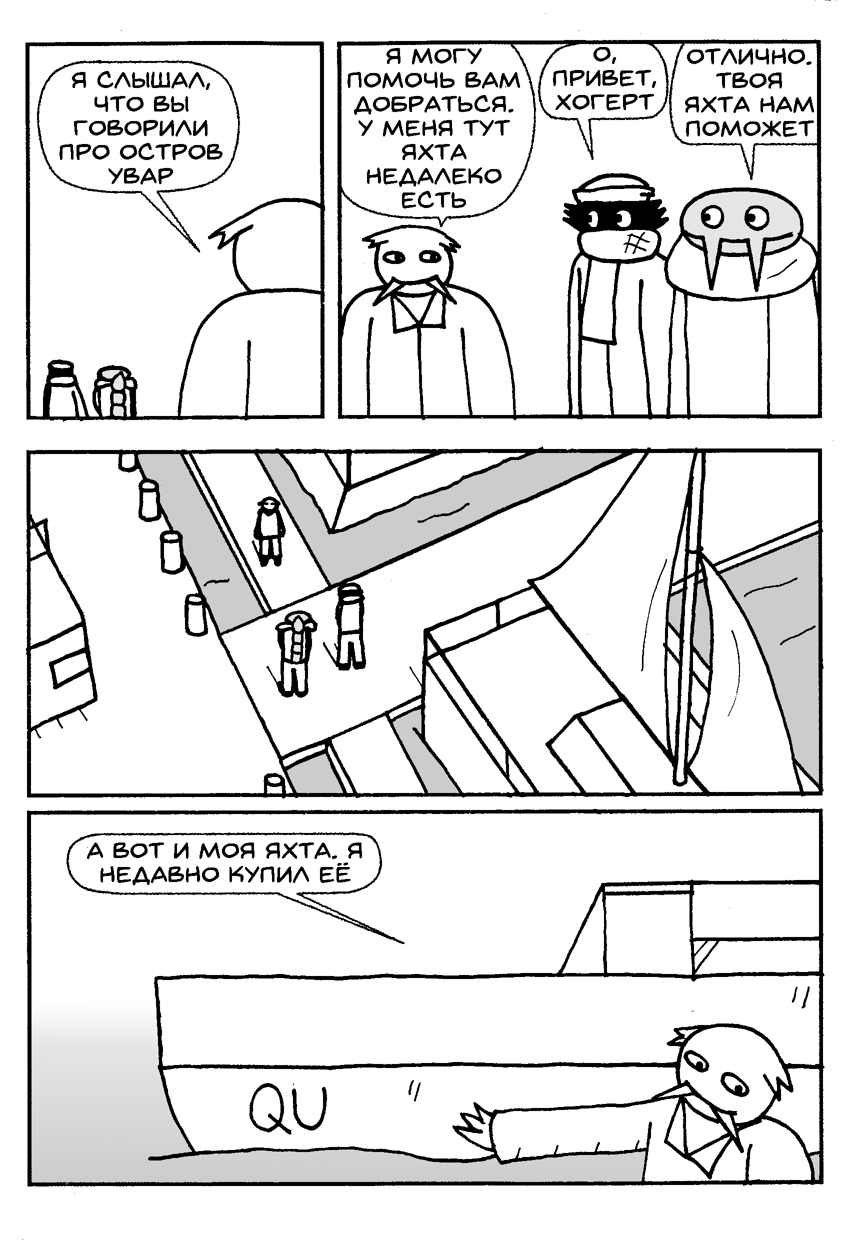 Я СЛЫШАЛ,
ЧТО ВЫ
ГОВОРИЛИ
ПРО ОСТРОВ
УВАР
Я МОГУ
ПОМОЧЬ ВАМ
ДОБРАТЬСЯ.
У МЕНЯ ТУТ
ЯХТА
НЕДАЛЕКО
ЕСТЬ
О,
ПРИВЕТ,
ХОГЕРТ
ОТЛИЧНО.
ТВОЯ
ЯХТА НАМ
ПОМОЖЕТ
А ВОТ И МОЯ ЯХТА. Я
НЕДАВНО КУПИЛ ЕЁ
QU